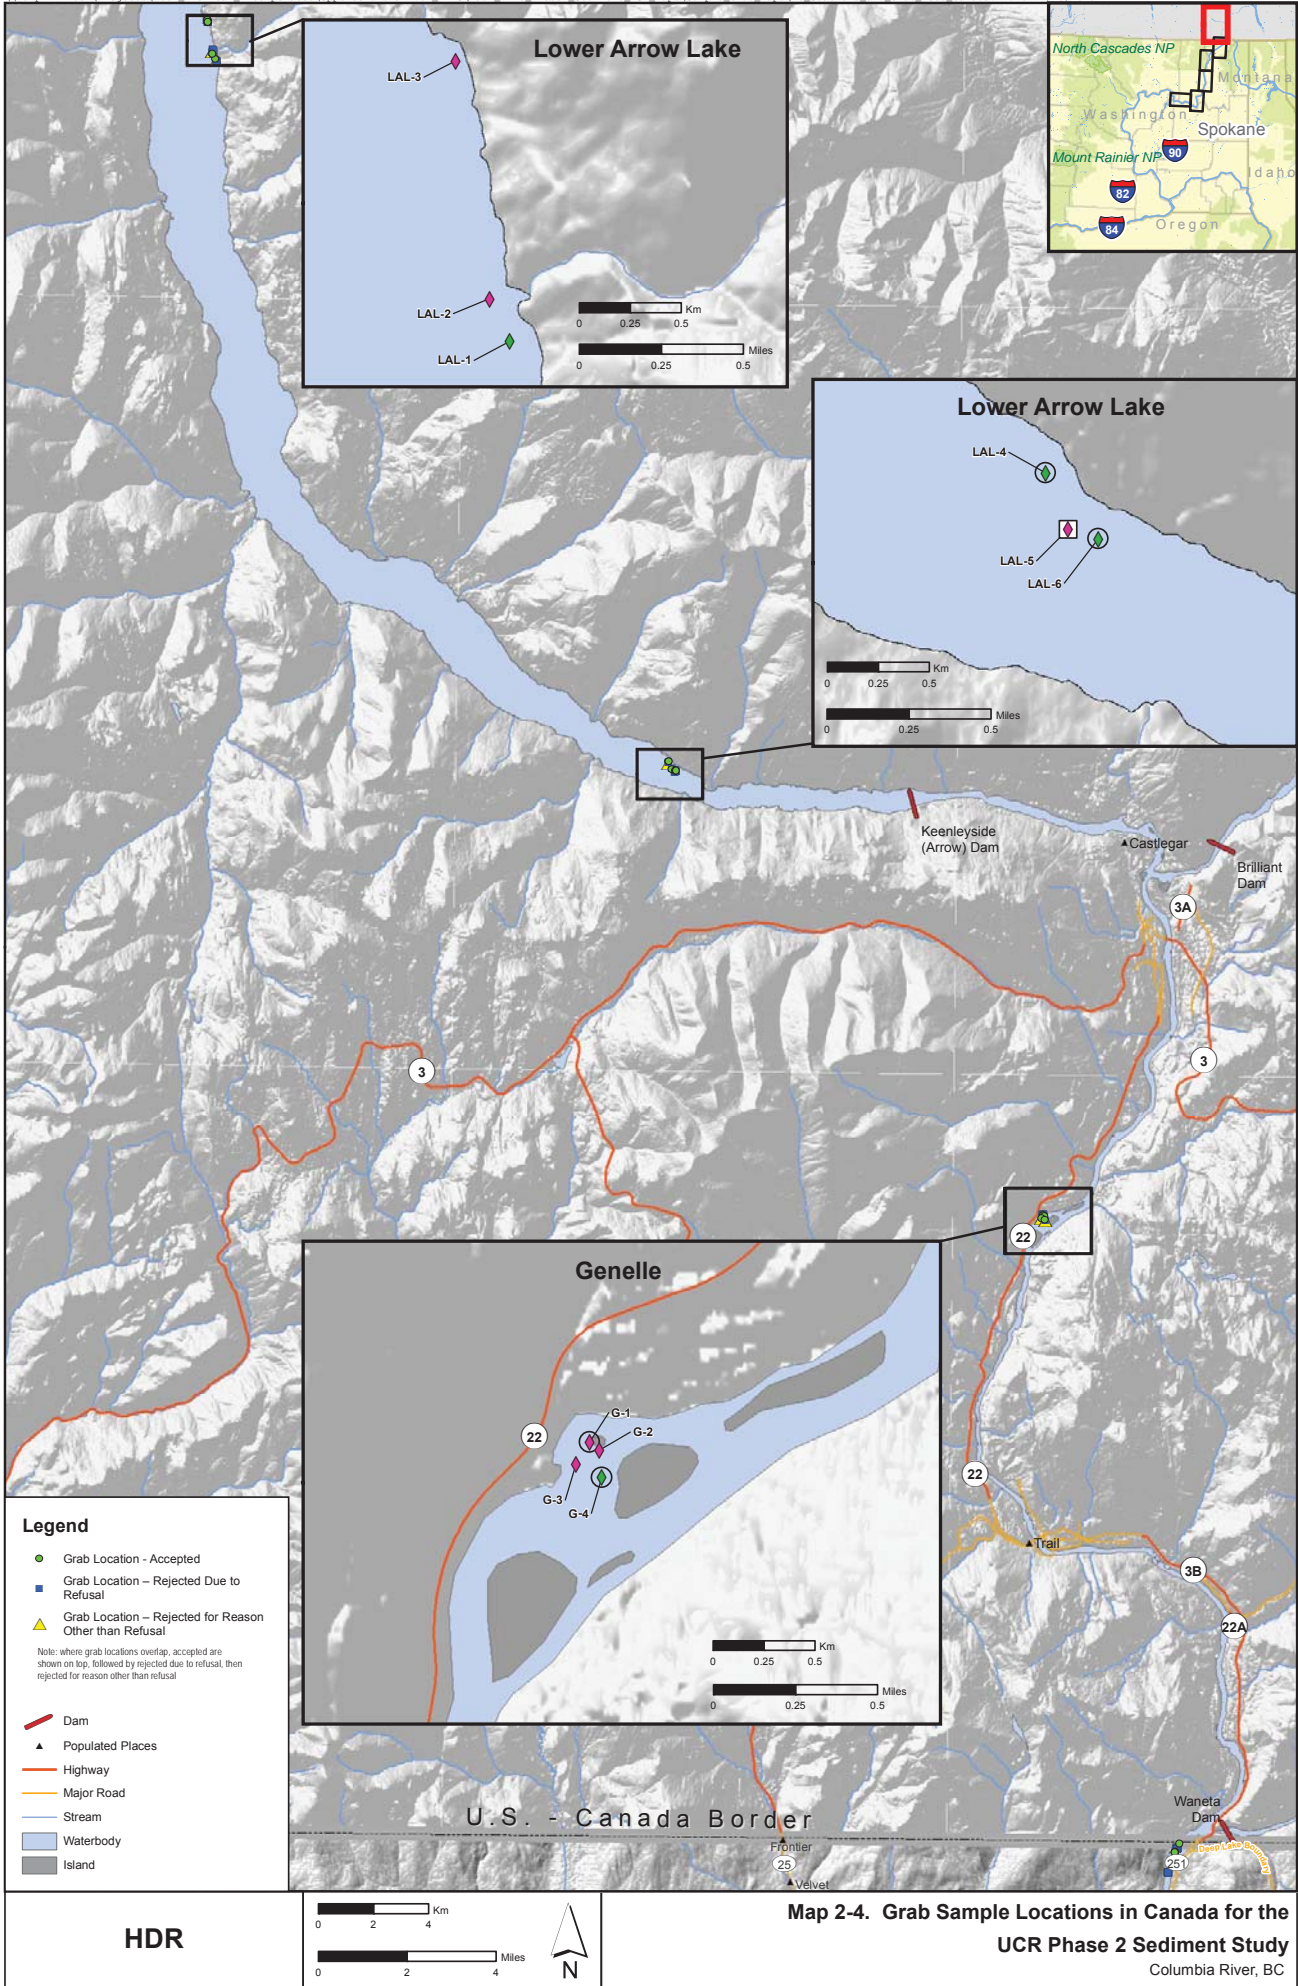 Lower Arrow Lake
LAL-3
LAL-2
LAL-1
Km
0 0.25 0.5
Miles
0 0.25 0.5
North Cascades NP
Montana
Washington
Spokane
Mount Rainier NP
90
Idaho
82
84
Oregon
Lower Arrow Lake
LAL-4
LAL-5
LAL-6
Km
0 0.25 0.5
Miles
0 0.25 0.5
Keenleyside
(Arrow) Dam
Castlegar
Brilliant
Dam
3A
3
3
22
Genelle
22
G-1
G-2
G-3
G-4
Km
0 0.25 0.5
Miles
0 0.25 0.5
22
Trail
3B
22A
Waneta
Dam
U.S. - Canada Border
Frontier
25
Velvet
251
Deep Lake Boundary
Legend
Grab Location - Accepted
Grab Location – Rejected Due to
Refusal
Grab Location – Rejected for Reason
Other than Refusal
Note: where grab locations overlap, accepted are
shown on top, followed by rejected due to refusal, then
rejected for reason other than refusal
Dam
Populated Places
Highway
Major Road
Stream
Waterbody
Island
HDR
Km
0 2 4
Miles
0 2 4
N
Map 2-4. Grab Sample Locations in Canada for the
UCR Phase 2 Sediment Study
Columbia River, BC